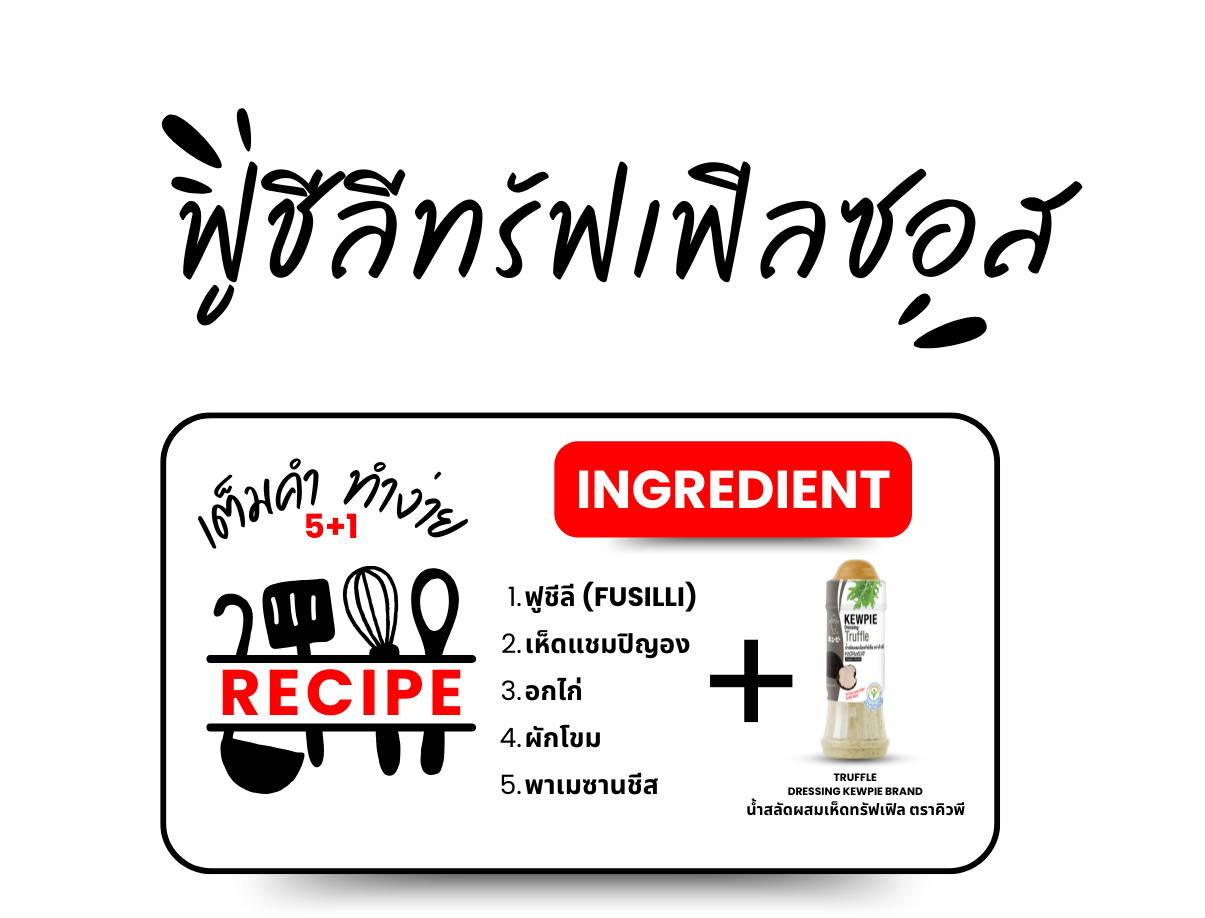 ฟูซีลีทรัฟเฟิลซอส
เต็มคำ ทำง่าย
5+1
RECIPE
INGREDIENT
1. ฟูซีลี (FUSILLI)
2. เห็ดแชมปิญอง
3. อกไก่
4. ผักโขม
5. พาเมซานชีส
KEWPIE
Dressing
Truffle
TRUFFLE
DRESSING KEWPIE BRAND
น้ำสลัดผสมเห็ดทรัฟเฟิล ตราคิวพี